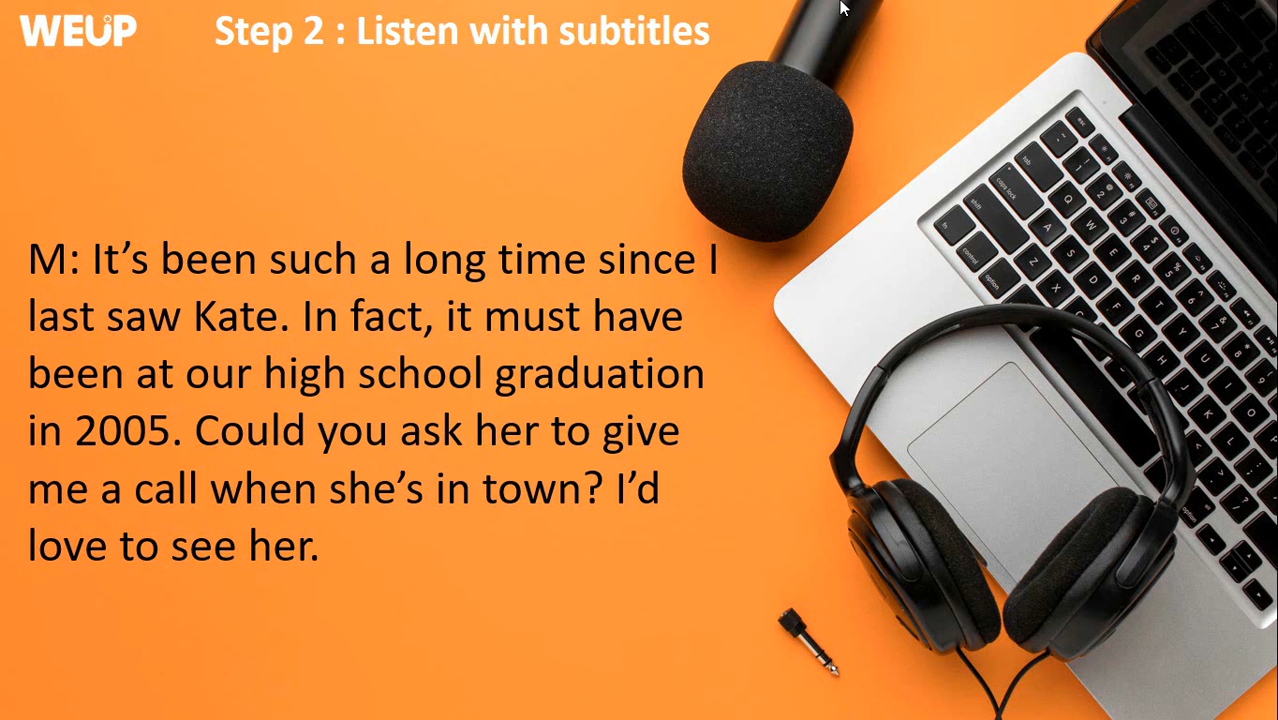 WEUP
Step 2 : Listen with subtitles
M: It’s been such a long time since I
last saw Kate. In fact, it must have
been at our high school graduation
in 2005. Could you ask her to give
me a call when she’s in town? I’d
love to see her.